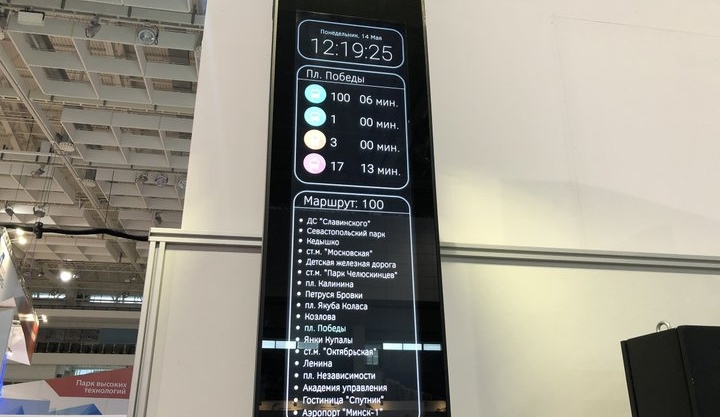 Понедельник, 14 Мая
12:19:25
Пл. Победы
100 06 мин.
1 00 мин.
3 00 мин.
17 13 мин.
Маршрут: 100
ДС "Славинского"
Севастопольский парк
Кедышко
ст.м. "Московская"
Детская железная дорога
ст.м. "Парк Челюскинцев"
пл. Калинина
Петруся Бровки
пл. Якуба Коласа
Козлова
пл. Победы
Янки Купалы
ст.м. "Октябрьская"
Ленина
пл. Независимости
Академия управления
Гостиница "Спутник"
Аэропорт "Минск-1"
Парк высоких
технологий